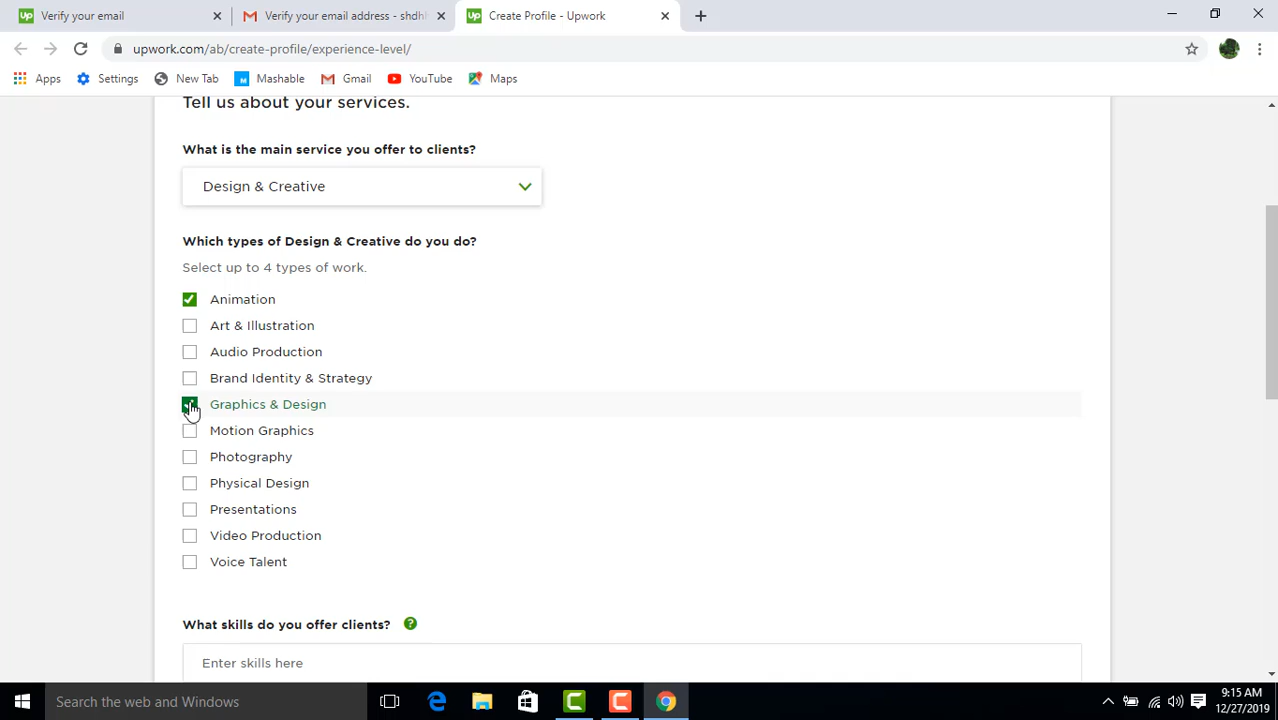 Up Verify your email
Verify your email address - shdhl
Up Create Profile - Upwork
upwork.com/ab/create-profile/experience-level/
Apps
Settings
New Tab
M Mashable
Gmail
YouTube
Maps
Tell us about your services.
What is the main service you offer to clients?
Design & Creative
Which types of Design & Creative do you do?
Select up to 4 types of work.
Animation
Art & Illustration
Audio Production
Brand Identity & Strategy
Graphics & Design
Motion Graphics
Photography
Physical Design
Presentations
Video Production
Voice Talent
What skills do you offer clients? ?
Enter skills here
Search the web and Windows
9:15 AM
12/27/2019